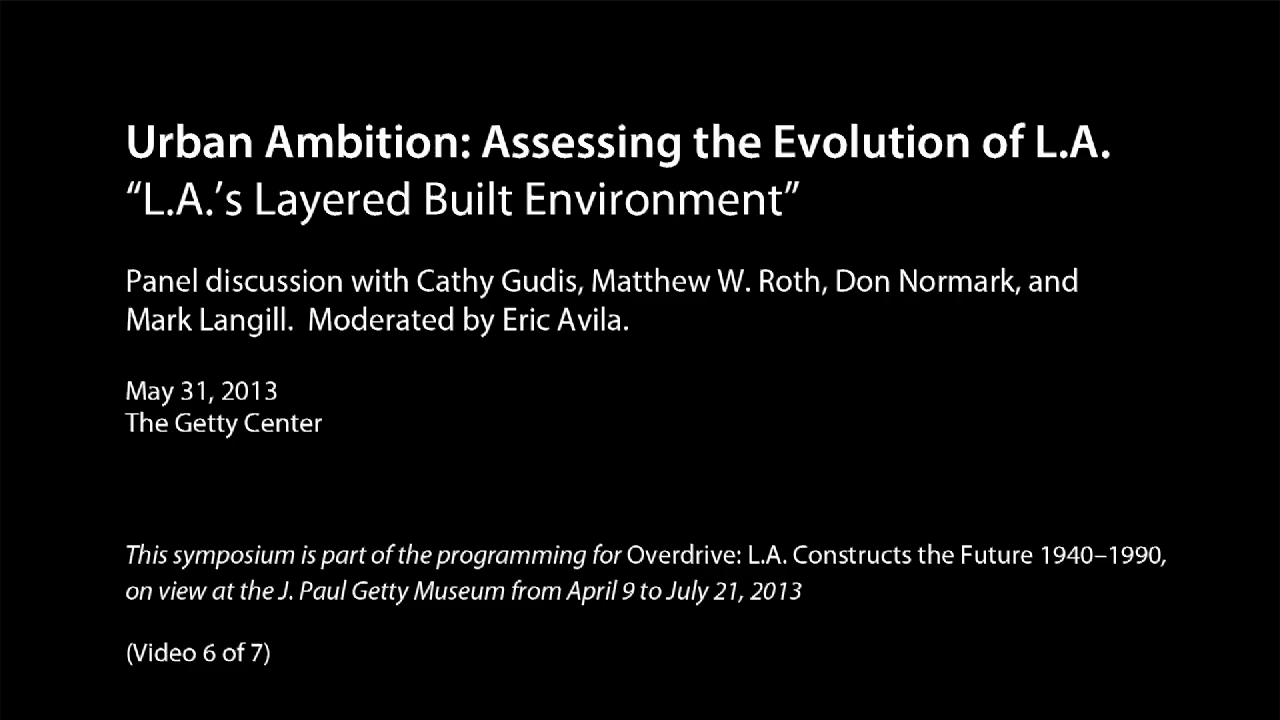 Urban Ambition: Assessing the Evolution of L.A.
“L.A.’s Layered Built Environment”
Panel discussion with Cathy Gudis, Matthew W. Roth, Don Normark, and
Mark Langill.  Moderated by Eric Avila.
May 31, 2013
The Getty Center
This symposium is part of the programming for Overdrive: L.A. Constructs the Future 1940–1990,
on view at the J. Paul Getty Museum from April 9 to July 21, 2013
(Video 6 of 7)